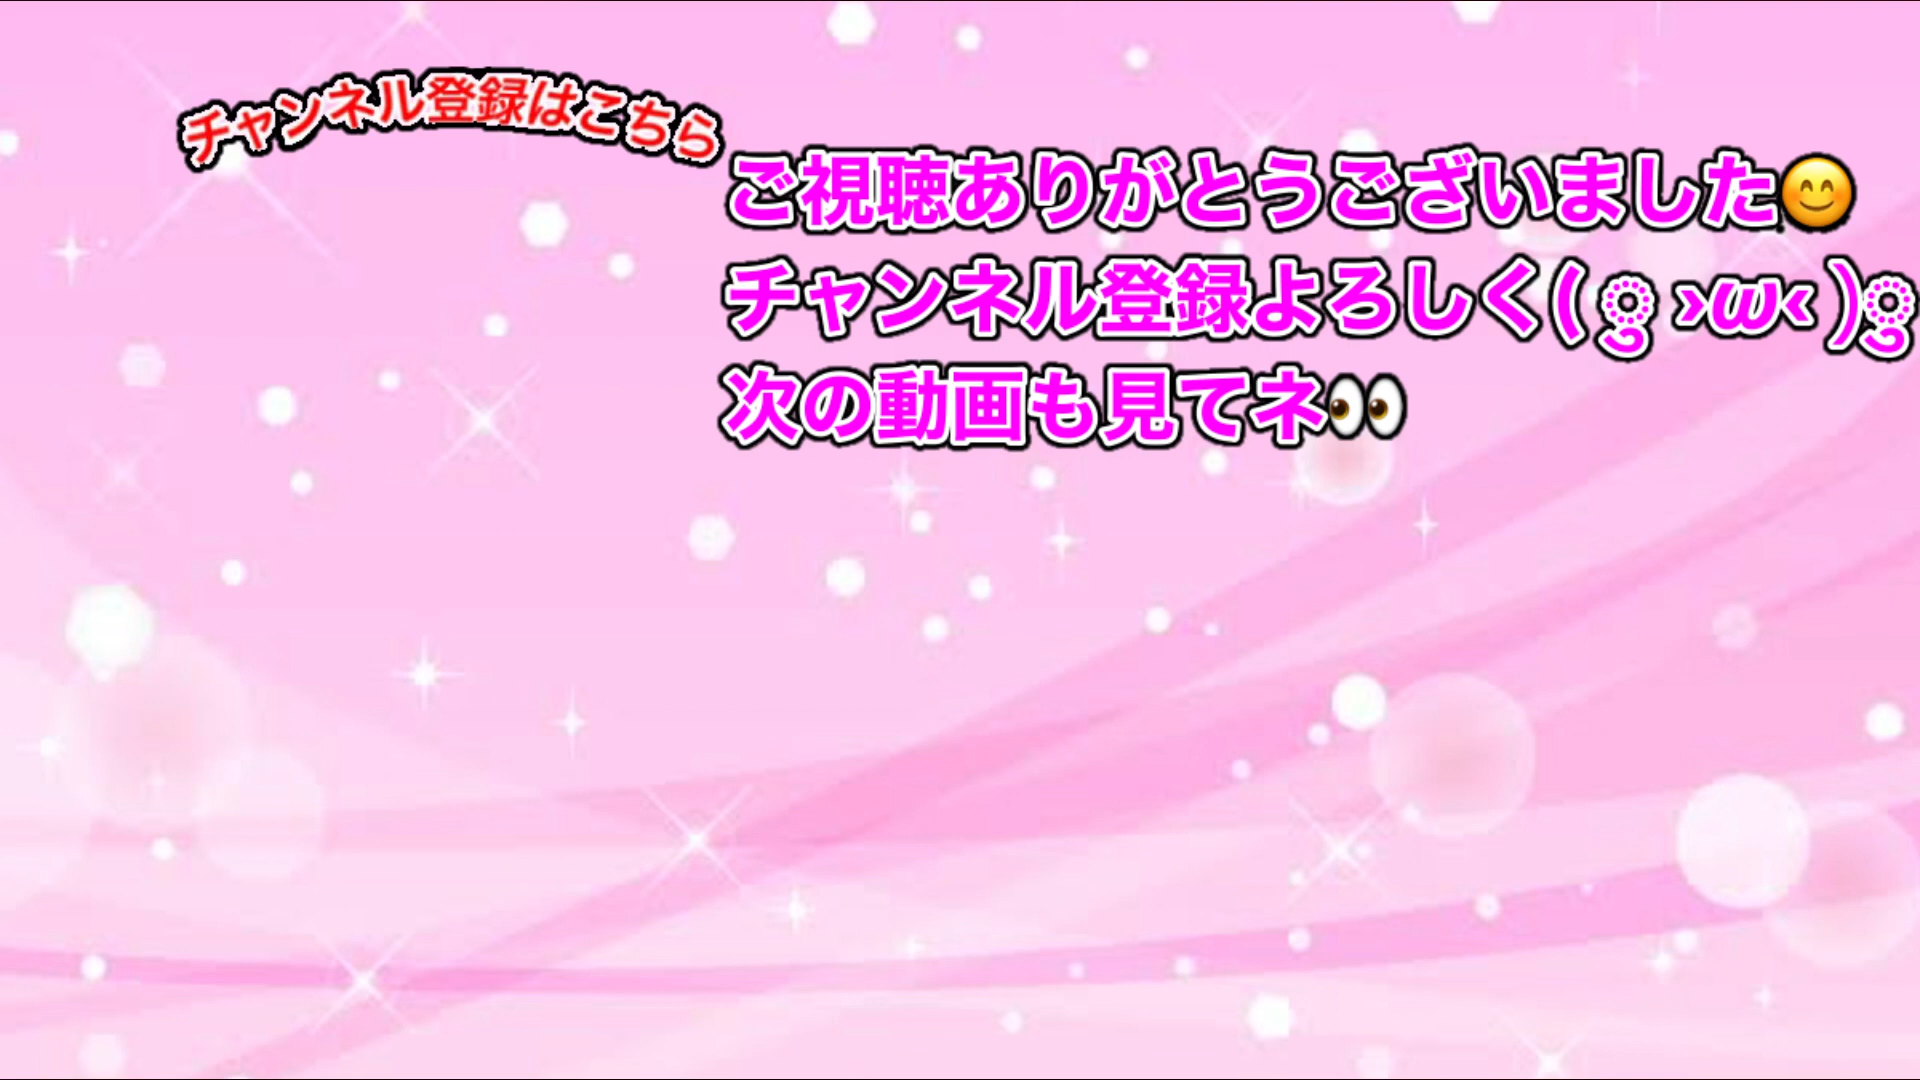 チャンネル登録はこちら
ご視聴ありがとうございました😊
チャンネル登録よろしく( ू ›ω‹ )ू
次の動画も見てネ👀